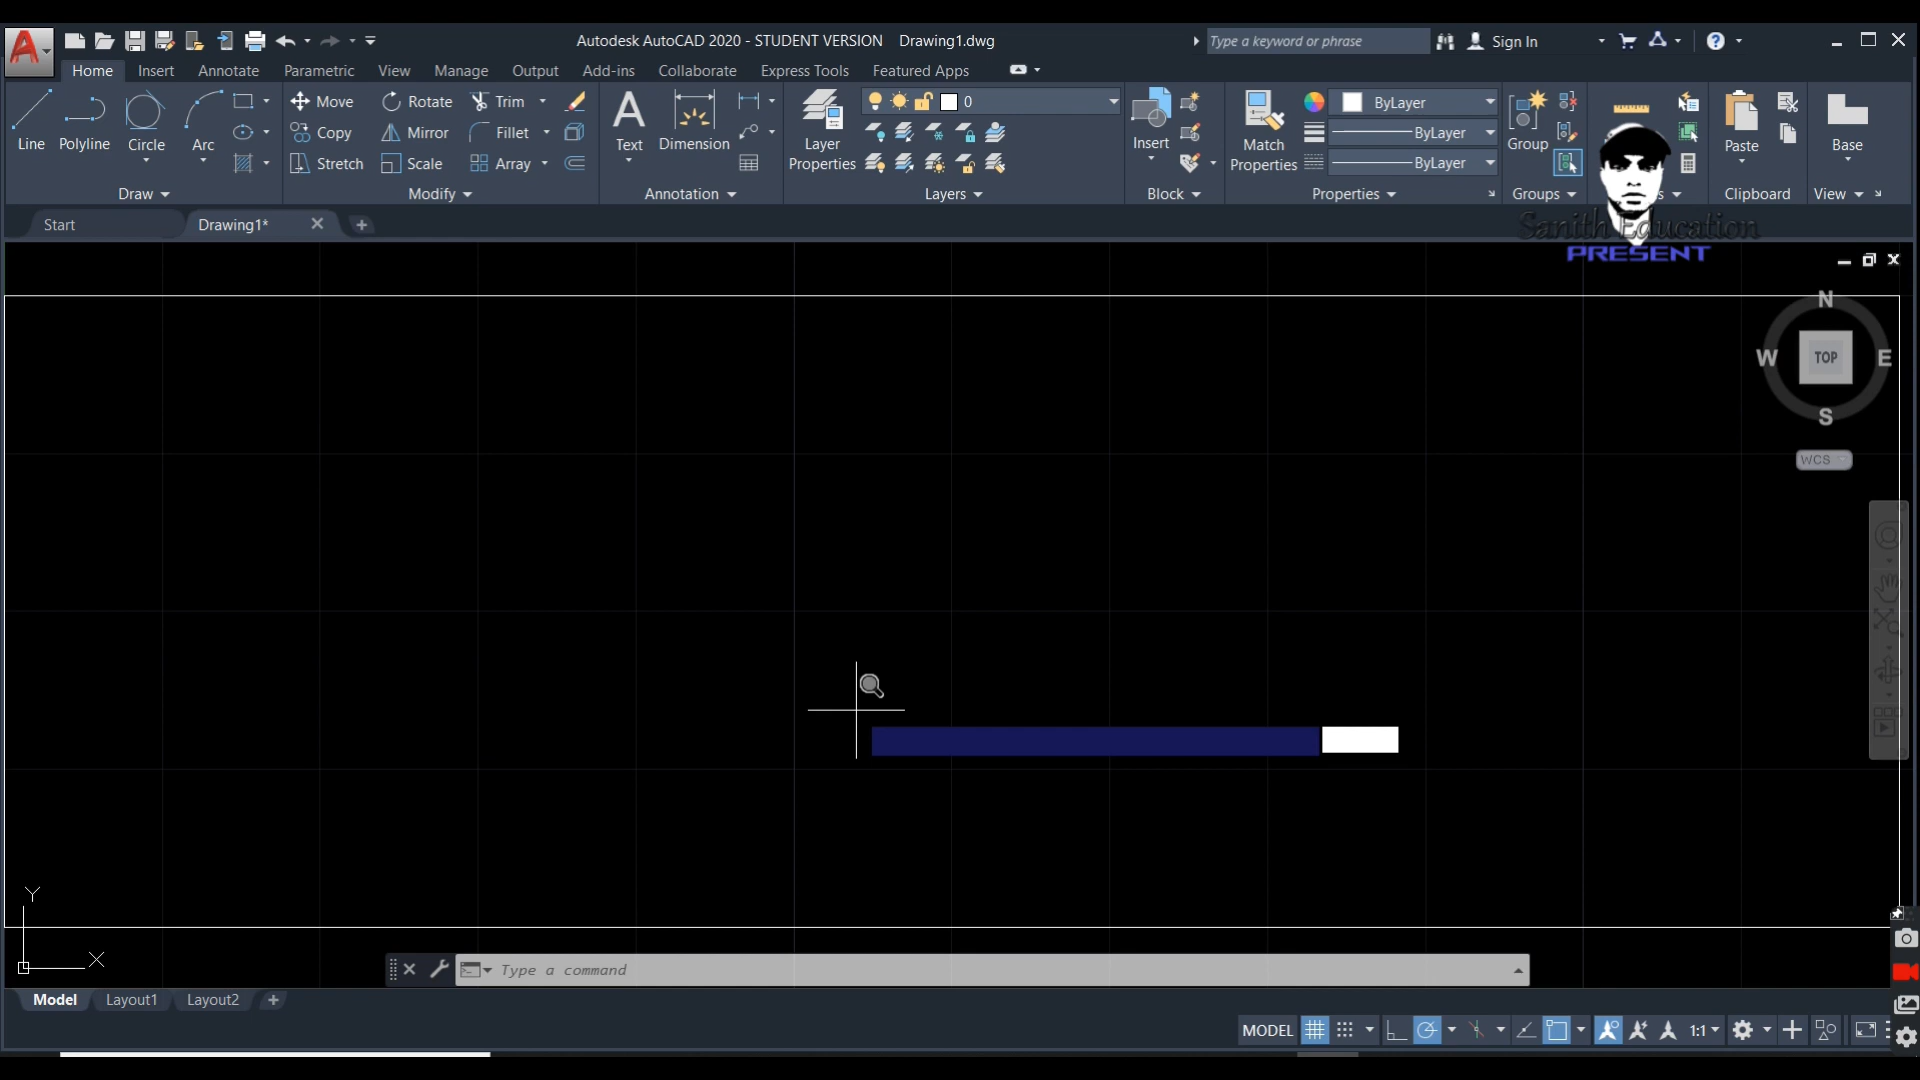 Autodesk AutoCAD 2020 - STUDENT VERSION Drawing1.dwg
Type a keyword or phrase
Sign In
Home Insert Annotate Parametric View Manage Output Add-ins Collaborate Express Tools Featured Apps
Line Polyline Circle Arc
Move Rotate Trim
Copy Mirror Fillet
Stretch Scale Array
Text Dimension
Layer Properties
0
Insert
Match Properties
ByLayer
ByLayer
ByLayer
Group
Paste
Base
Draw Modify Annotation Layers Block Properties Groups Clipboard View
Start Drawing1*
Sanith Education
PRESENT
N
W TOP E
S
WCS
Y
X
Type a command
Model Layout1 Layout2
MODEL 1:1